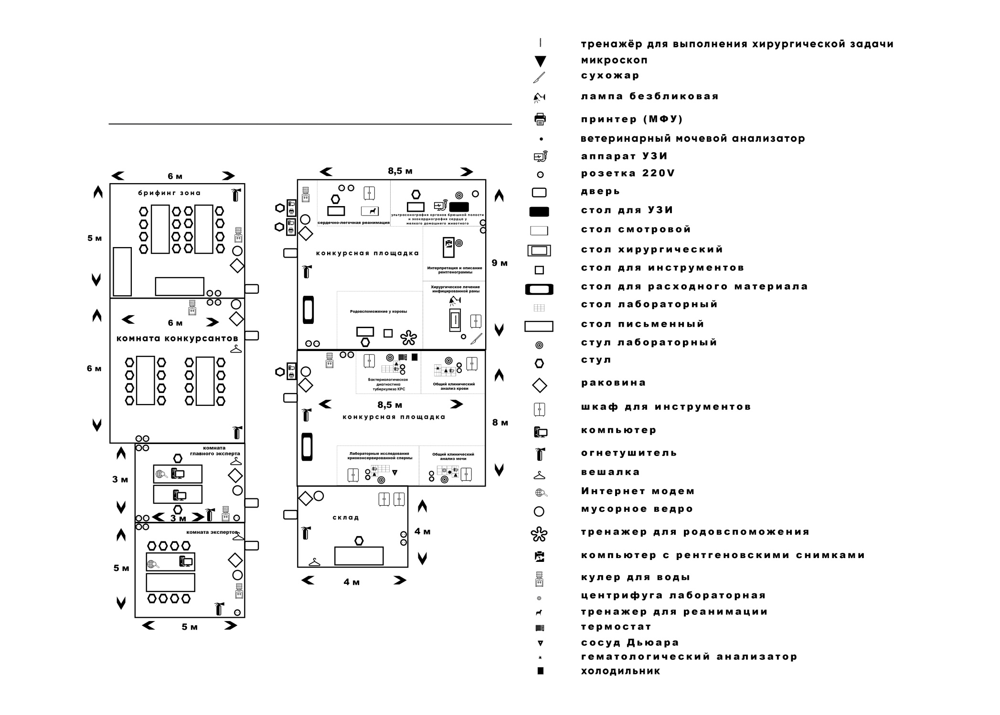 6 м
брифинг зона
5 м
6 м
комната конкурсантов
6 м
комната
главного эксперта
3 м
3 м
комната экспертов
5 м
5 м
8,5 м
сердечно-легочная реанимация
ультрасонография органов брюшной полости
и эхокардиография сердца у
мелкого домашнего животного
конкурсная площадка
9 м
Интерпретация и описание
рентгенограммы
Хирургическое лечение
инфицированной раны
Родовспоможение у коровы
Бактериологическая
диагностика
туберкулеза КРС
Общий клинический
анализ крови
8,5 м
конкурсная площадка
8 м
Лабораторные исследования
криоконсервированной спермы
Общий клинический
анализ мочи
склад
4 м
4 м
тренажёр для выполнения хирургической задачи
микроскоп
сухожар
лампа безбликовая
принтер (МФУ)
ветеринарный мочевой анализатор
аппарат УЗИ
розетка 220V
дверь
стол для УЗИ
стол смотровой
стол хирургический
стол для инструментов
стол для расходного материала
стол лабораторный
стол письменный
стул лабораторный
стул
раковина
шкаф для инструментов
компьютер
огнетушитель
вешалка
Интернет модем
мусорное ведро
тренажер для родовспоможения
компьютер с рентгеновскими снимками
кулер для воды
центрифуга лабораторная
тренажер для реанимации
термостат
сосуд Дьюара
гематологический анализатор
холодильник